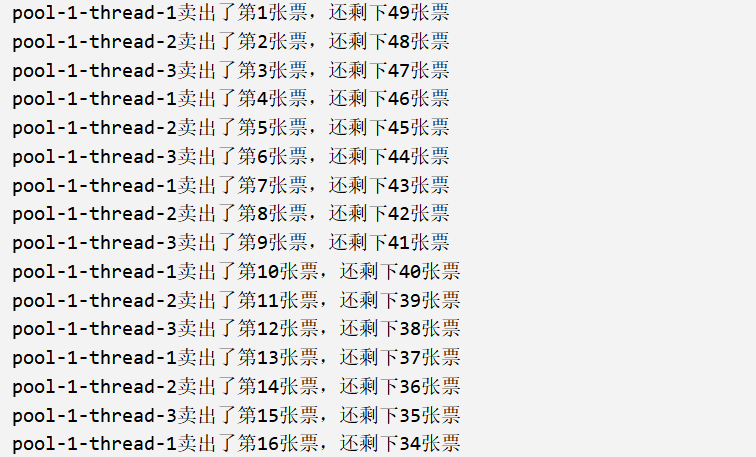 pool-1-thread-1卖出了第1张票，还剩下49张票
pool-1-thread-2卖出了第2张票，还剩下48张票
pool-1-thread-3卖出了第3张票，还剩下47张票
pool-1-thread-1卖出了第4张票，还剩下46张票
pool-1-thread-2卖出了第5张票，还剩下45张票
pool-1-thread-3卖出了第6张票，还剩下44张票
pool-1-thread-1卖出了第7张票，还剩下43张票
pool-1-thread-2卖出了第8张票，还剩下42张票
pool-1-thread-3卖出了第9张票，还剩下41张票
pool-1-thread-1卖出了第10张票，还剩下40张票
pool-1-thread-2卖出了第11张票，还剩下39张票
pool-1-thread-3卖出了第12张票，还剩下38张票
pool-1-thread-1卖出了第13张票，还剩下37张票
pool-1-thread-2卖出了第14张票，还剩下36张票
pool-1-thread-3卖出了第15张票，还剩下35张票
pool-1-thread-1卖出了第16张票，还剩下34张票